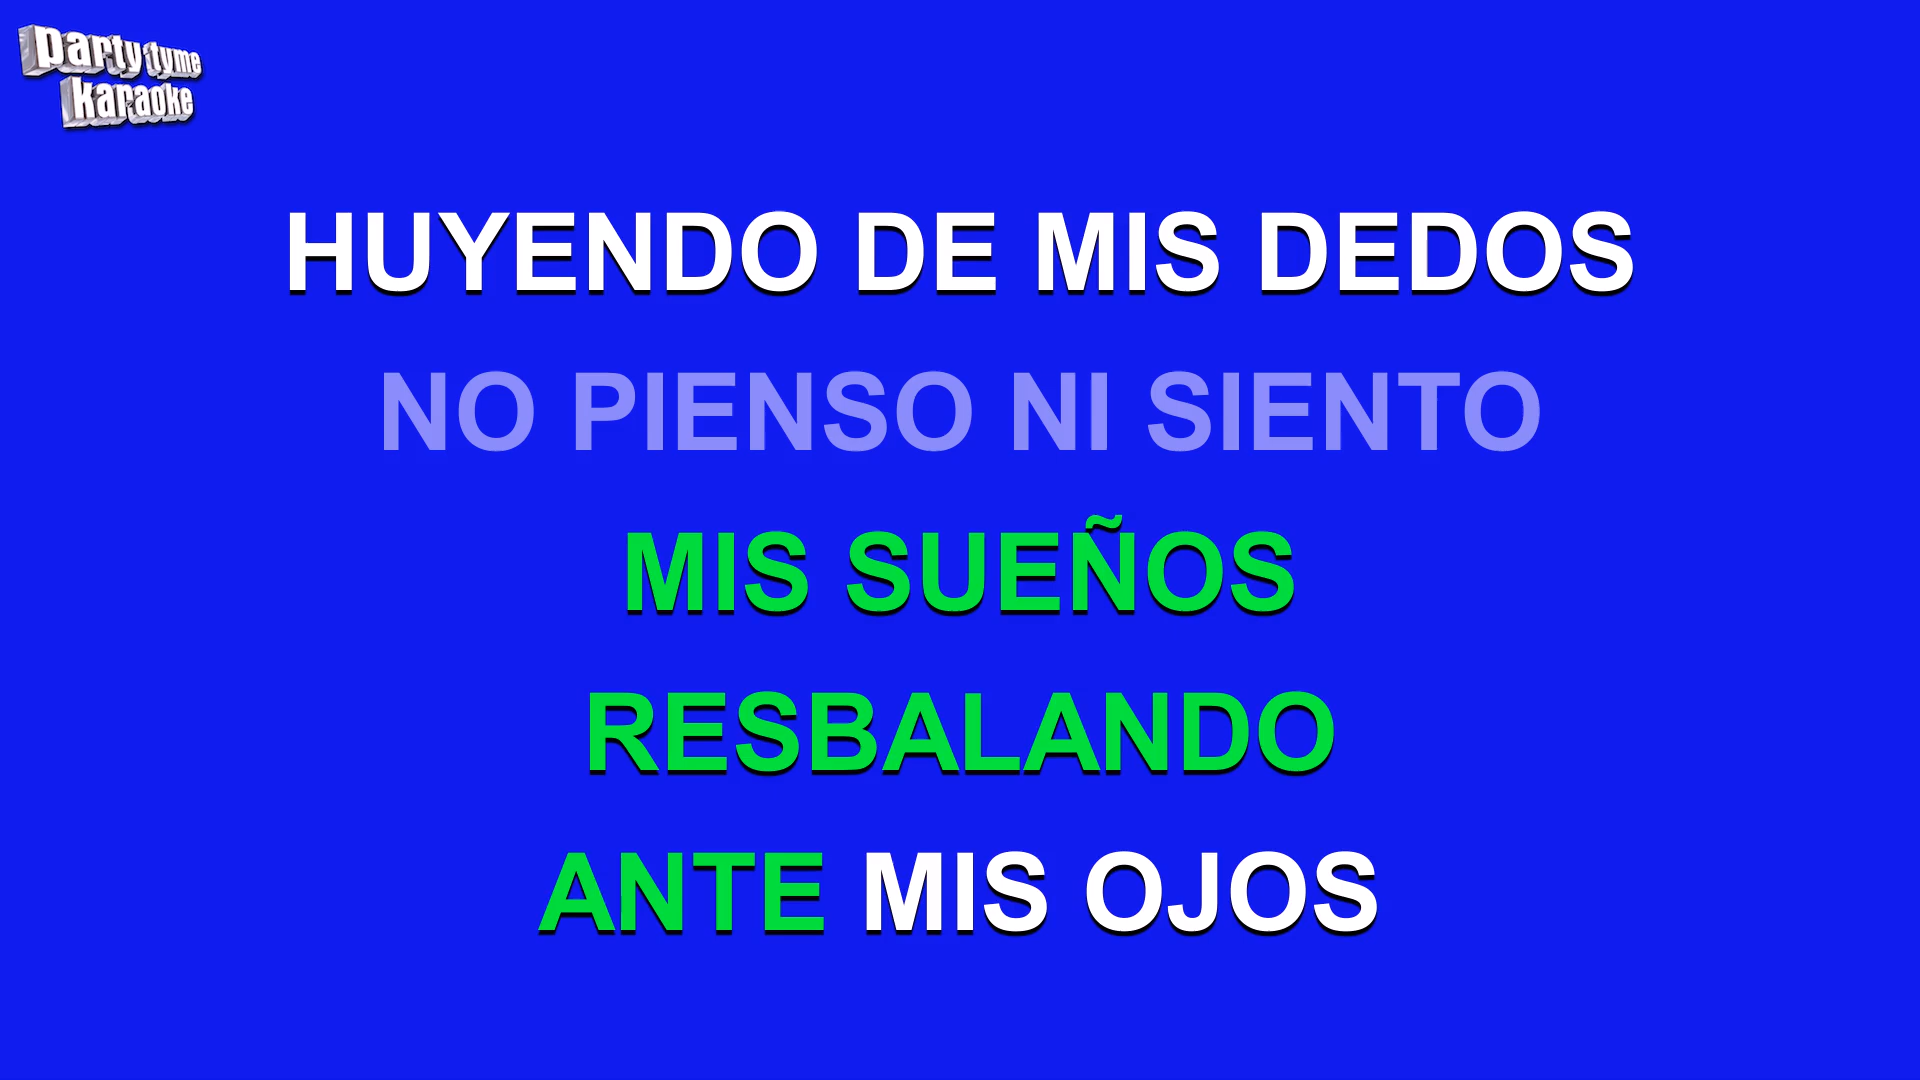 party tyme
karaoke
HUYENDO DE MIS DEDOS
NO PIENSO NI SIENTO
MIS SUEÑOS
RESBALANDO
ANTE MIS OJOS